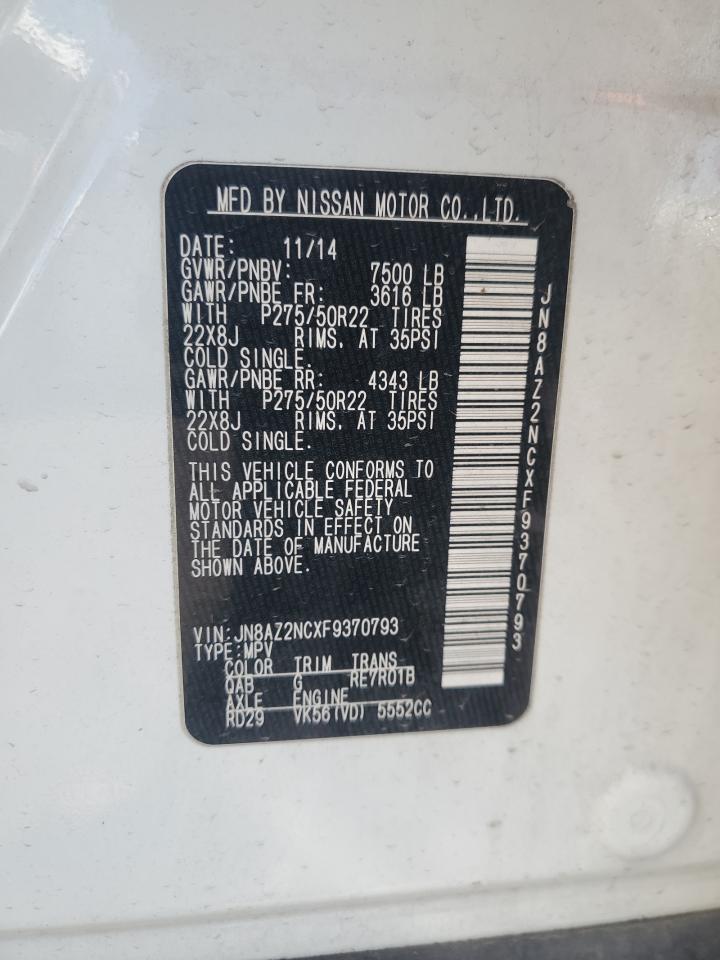 MFD BY NISSAN MOTOR CO.,LTD.
DATE: 11/14
GVWR/PNBV: 7500 LB
GAWR/PNBE FR: 3616 LB
WITH P275/50R22 TIRES
22X8J RIMS. AT 35PSI
COLD SINGLE.
GAWR/PNBE RR: 4343 LB
WITH P275/50R22 TIRES
22X8J RIMS. AT 35PSI
COLD SINGLE.
THIS VEHICLE CONFORMS TO
ALL APPLICABLE FEDERAL
MOTOR VEHICLE SAFETY
STANDARDS IN EFFECT ON
THE DATE OF MANUFACTURE
SHOWN ABOVE.
VIN:JN8AZ2NCXF9370793
TYPE:MPV
COLOR TRIM TRANS
QAB G RE7R01B
AXLE ENGINE
RD29 VK56(VD) 5552CC
JN8AZ2NCXF9370793